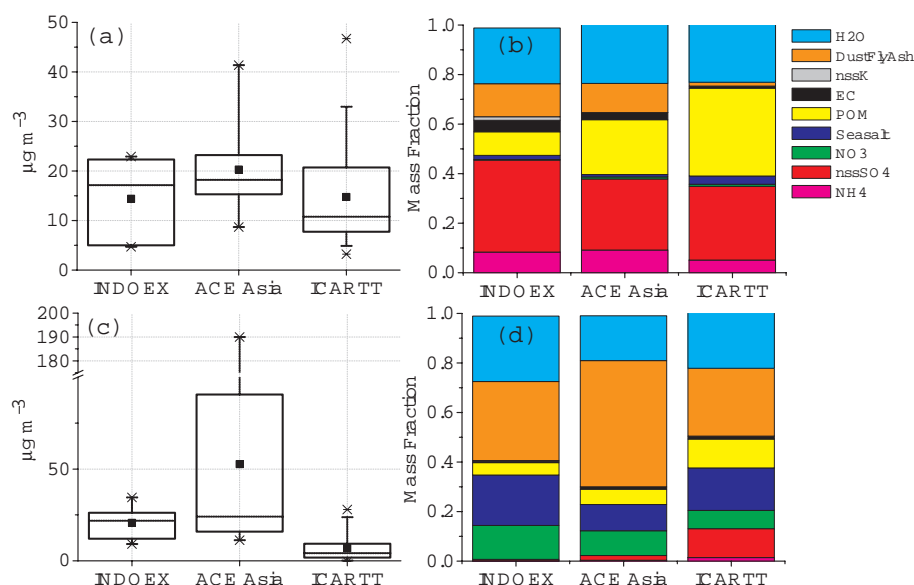 (a)
50
40
30
20
10
0
µg m⁻³
INDOEX ACE Asia ICARTT
(b)
1.0
0.8
0.6
0.4
0.2
0.0
Mass Fraction
INDOEX ACE Asia ICARTT
H2O
DustFlyAsh
nssK
EC
POM
Seasalt
NO3
nssSO4
NH4
(c)
200
190
180
50
0
µg m⁻³
INDOEX ACE Asia ICARTT
(d)
1.0
0.8
0.6
0.4
0.2
0.0
Mass Fraction
INDOEX ACE Asia ICARTT